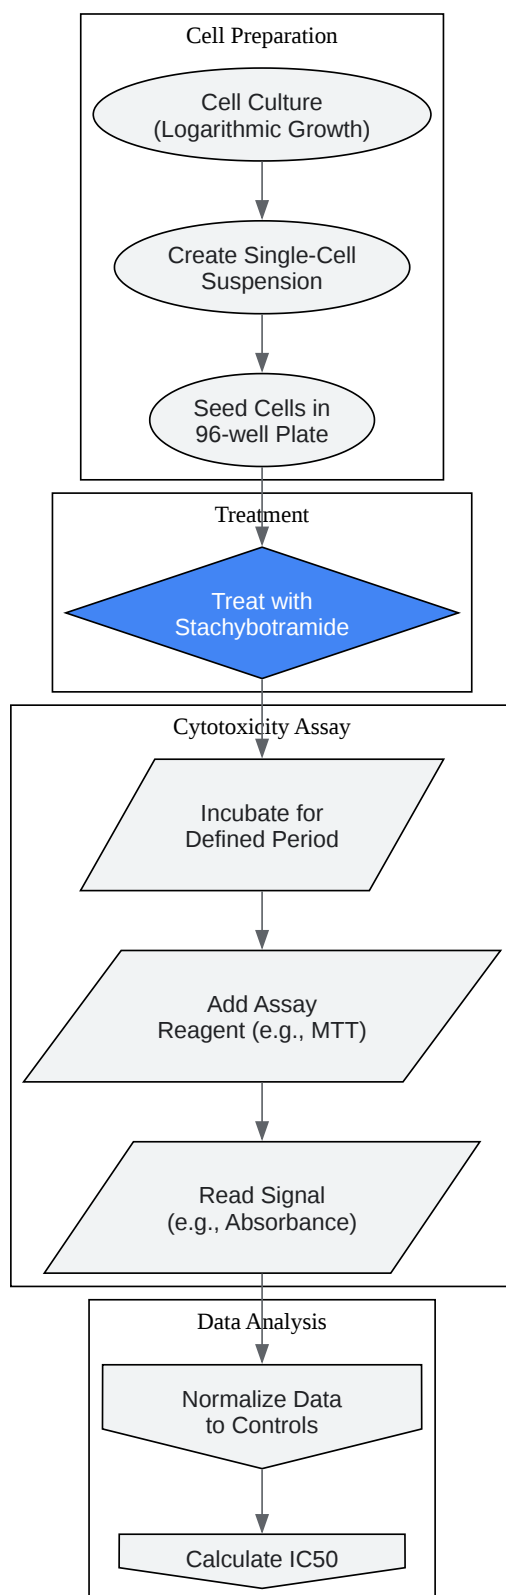 Cell Preparation
Cell Culture
(Logarithmic Growth)
Create Single-Cell
Suspension
Seed Cells in
96-well Plate
Treatment
Treat with
Stachybotramide
Cytotoxicity Assay
Incubate for
Defined Period
Add Assay
Reagent (e.g., MTT)
Read Signal
(e.g., Absorbance)
Data Analysis
Normalize Data
to Controls
Calculate IC50